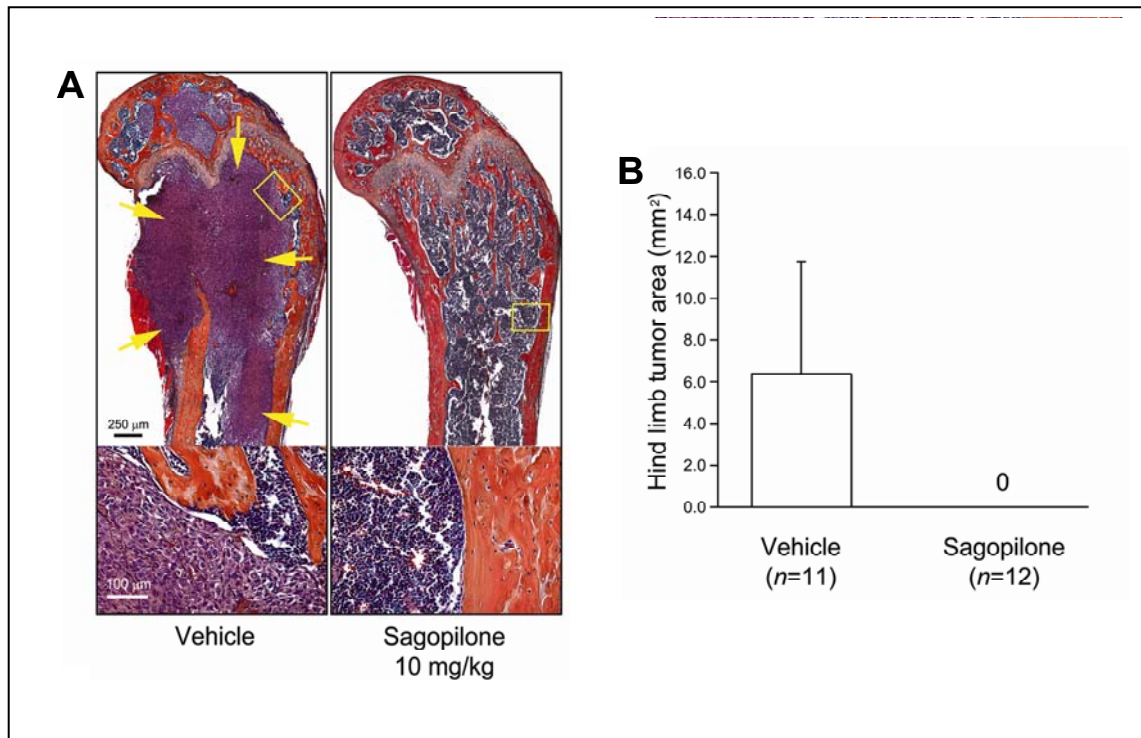 A
250 μm
100 μm
Vehicle
Sagopilone
10 mg/kg
B
Hind limb tumor area (mm²)
16.0
14.0
12.0
10.0
8.0
6.0
4.0
2.0
0.0
0
Vehicle
(n=11)
Sagopilone
(n=12)